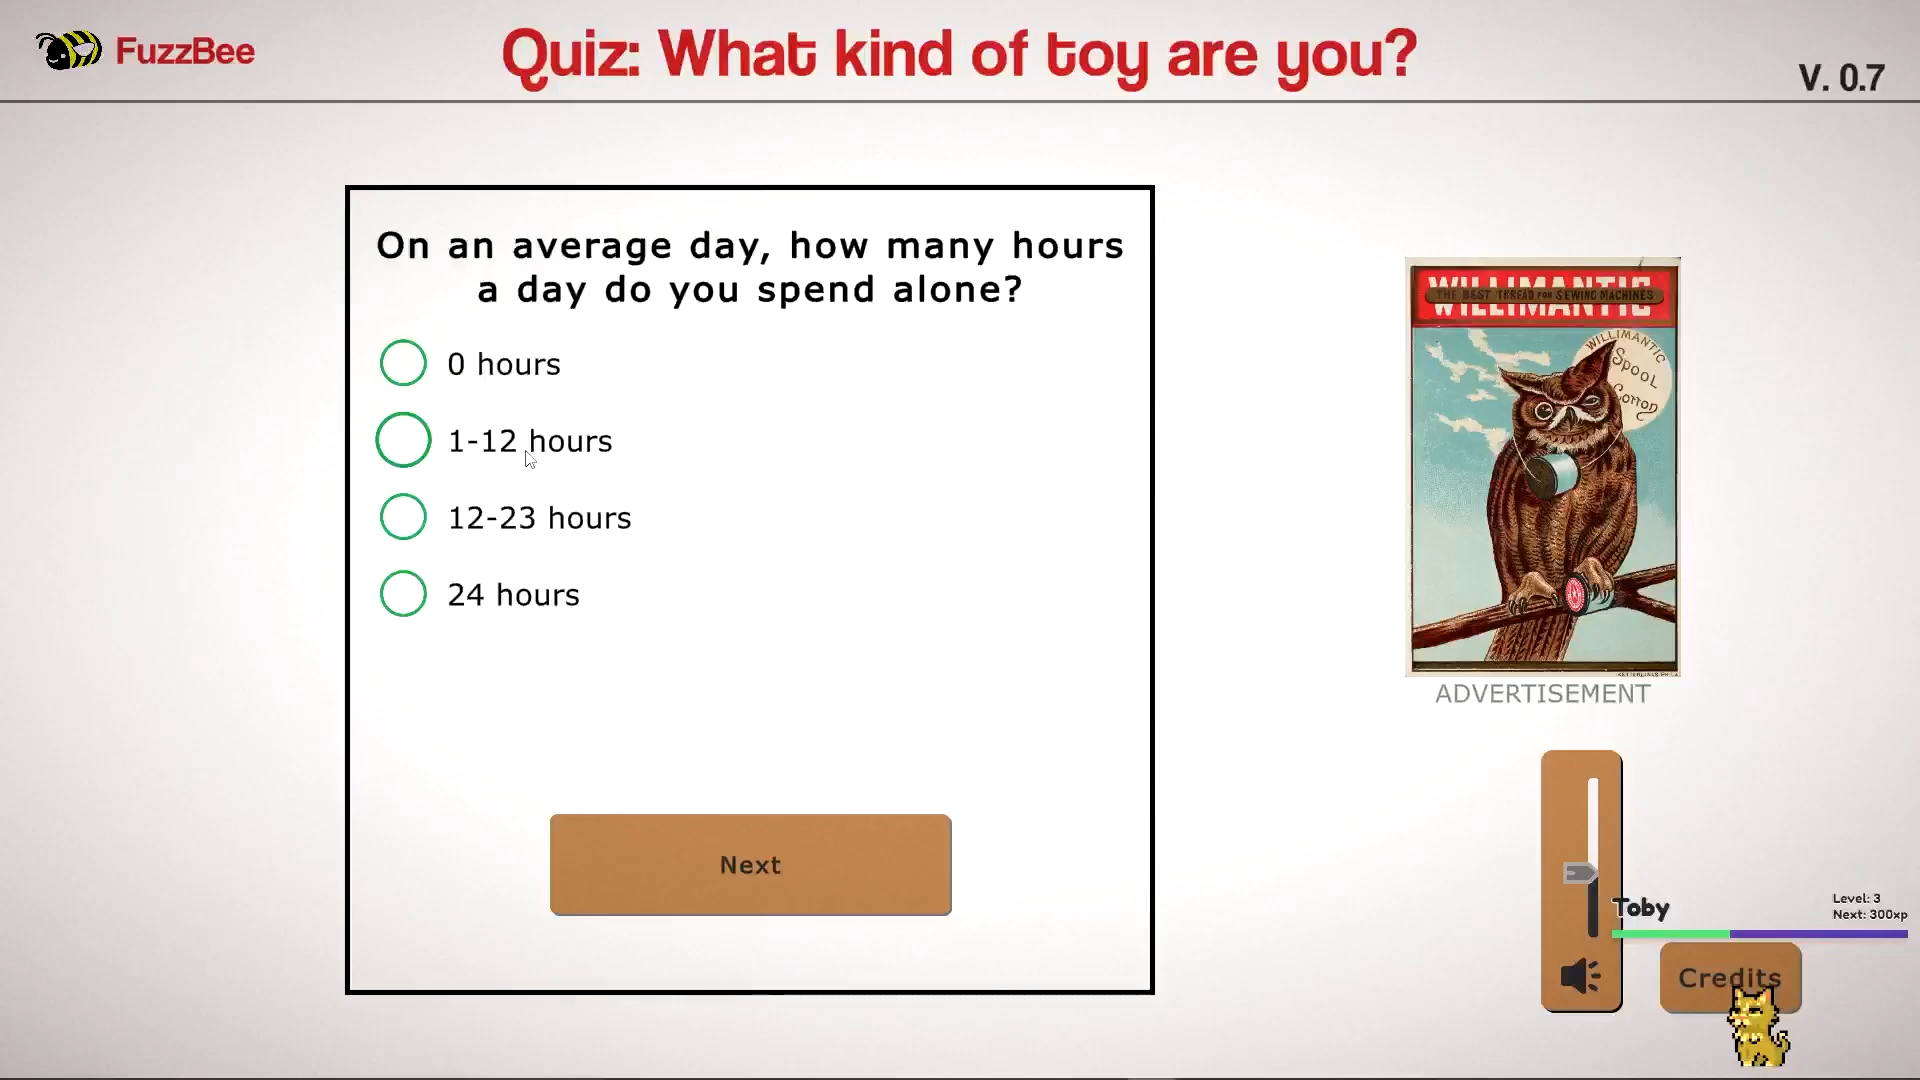 FuzzBee
Quiz: What kind of toy are you?
V. 0.7
On an average day, how many hours
a day do you spend alone?
0 hours
1-12 hours
12-23 hours
24 hours
Next
WILLIMANTIC
THE BEST THREAD FOR SEWING MACHINES
WILLIMANTIC
Spool
Cotton
ADVERTISEMENT
Toby
Level: 3
Next: 300xp
Credits